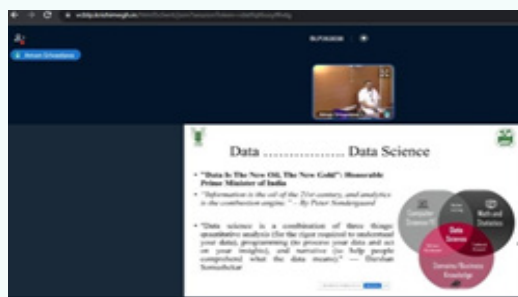 Data ................. Data Science
• "Data Is The New Oil, The New Gold": Honorable
Prime Minister of India
• "Information is the oil of the 21st century, and analytics
is the combustion engine." – By Peter Sondergaard
• "Data science is a combination of three things:
quantitative analysis (for the rigor required to understand
your data), programming (to process your data and act
on your insights), and narrative (to help people
comprehend what the data means)." — Darshan
Somashekar
Computer
Science/IT
Math and
Statistics
Data
Science
Domains/Business
Knowledge